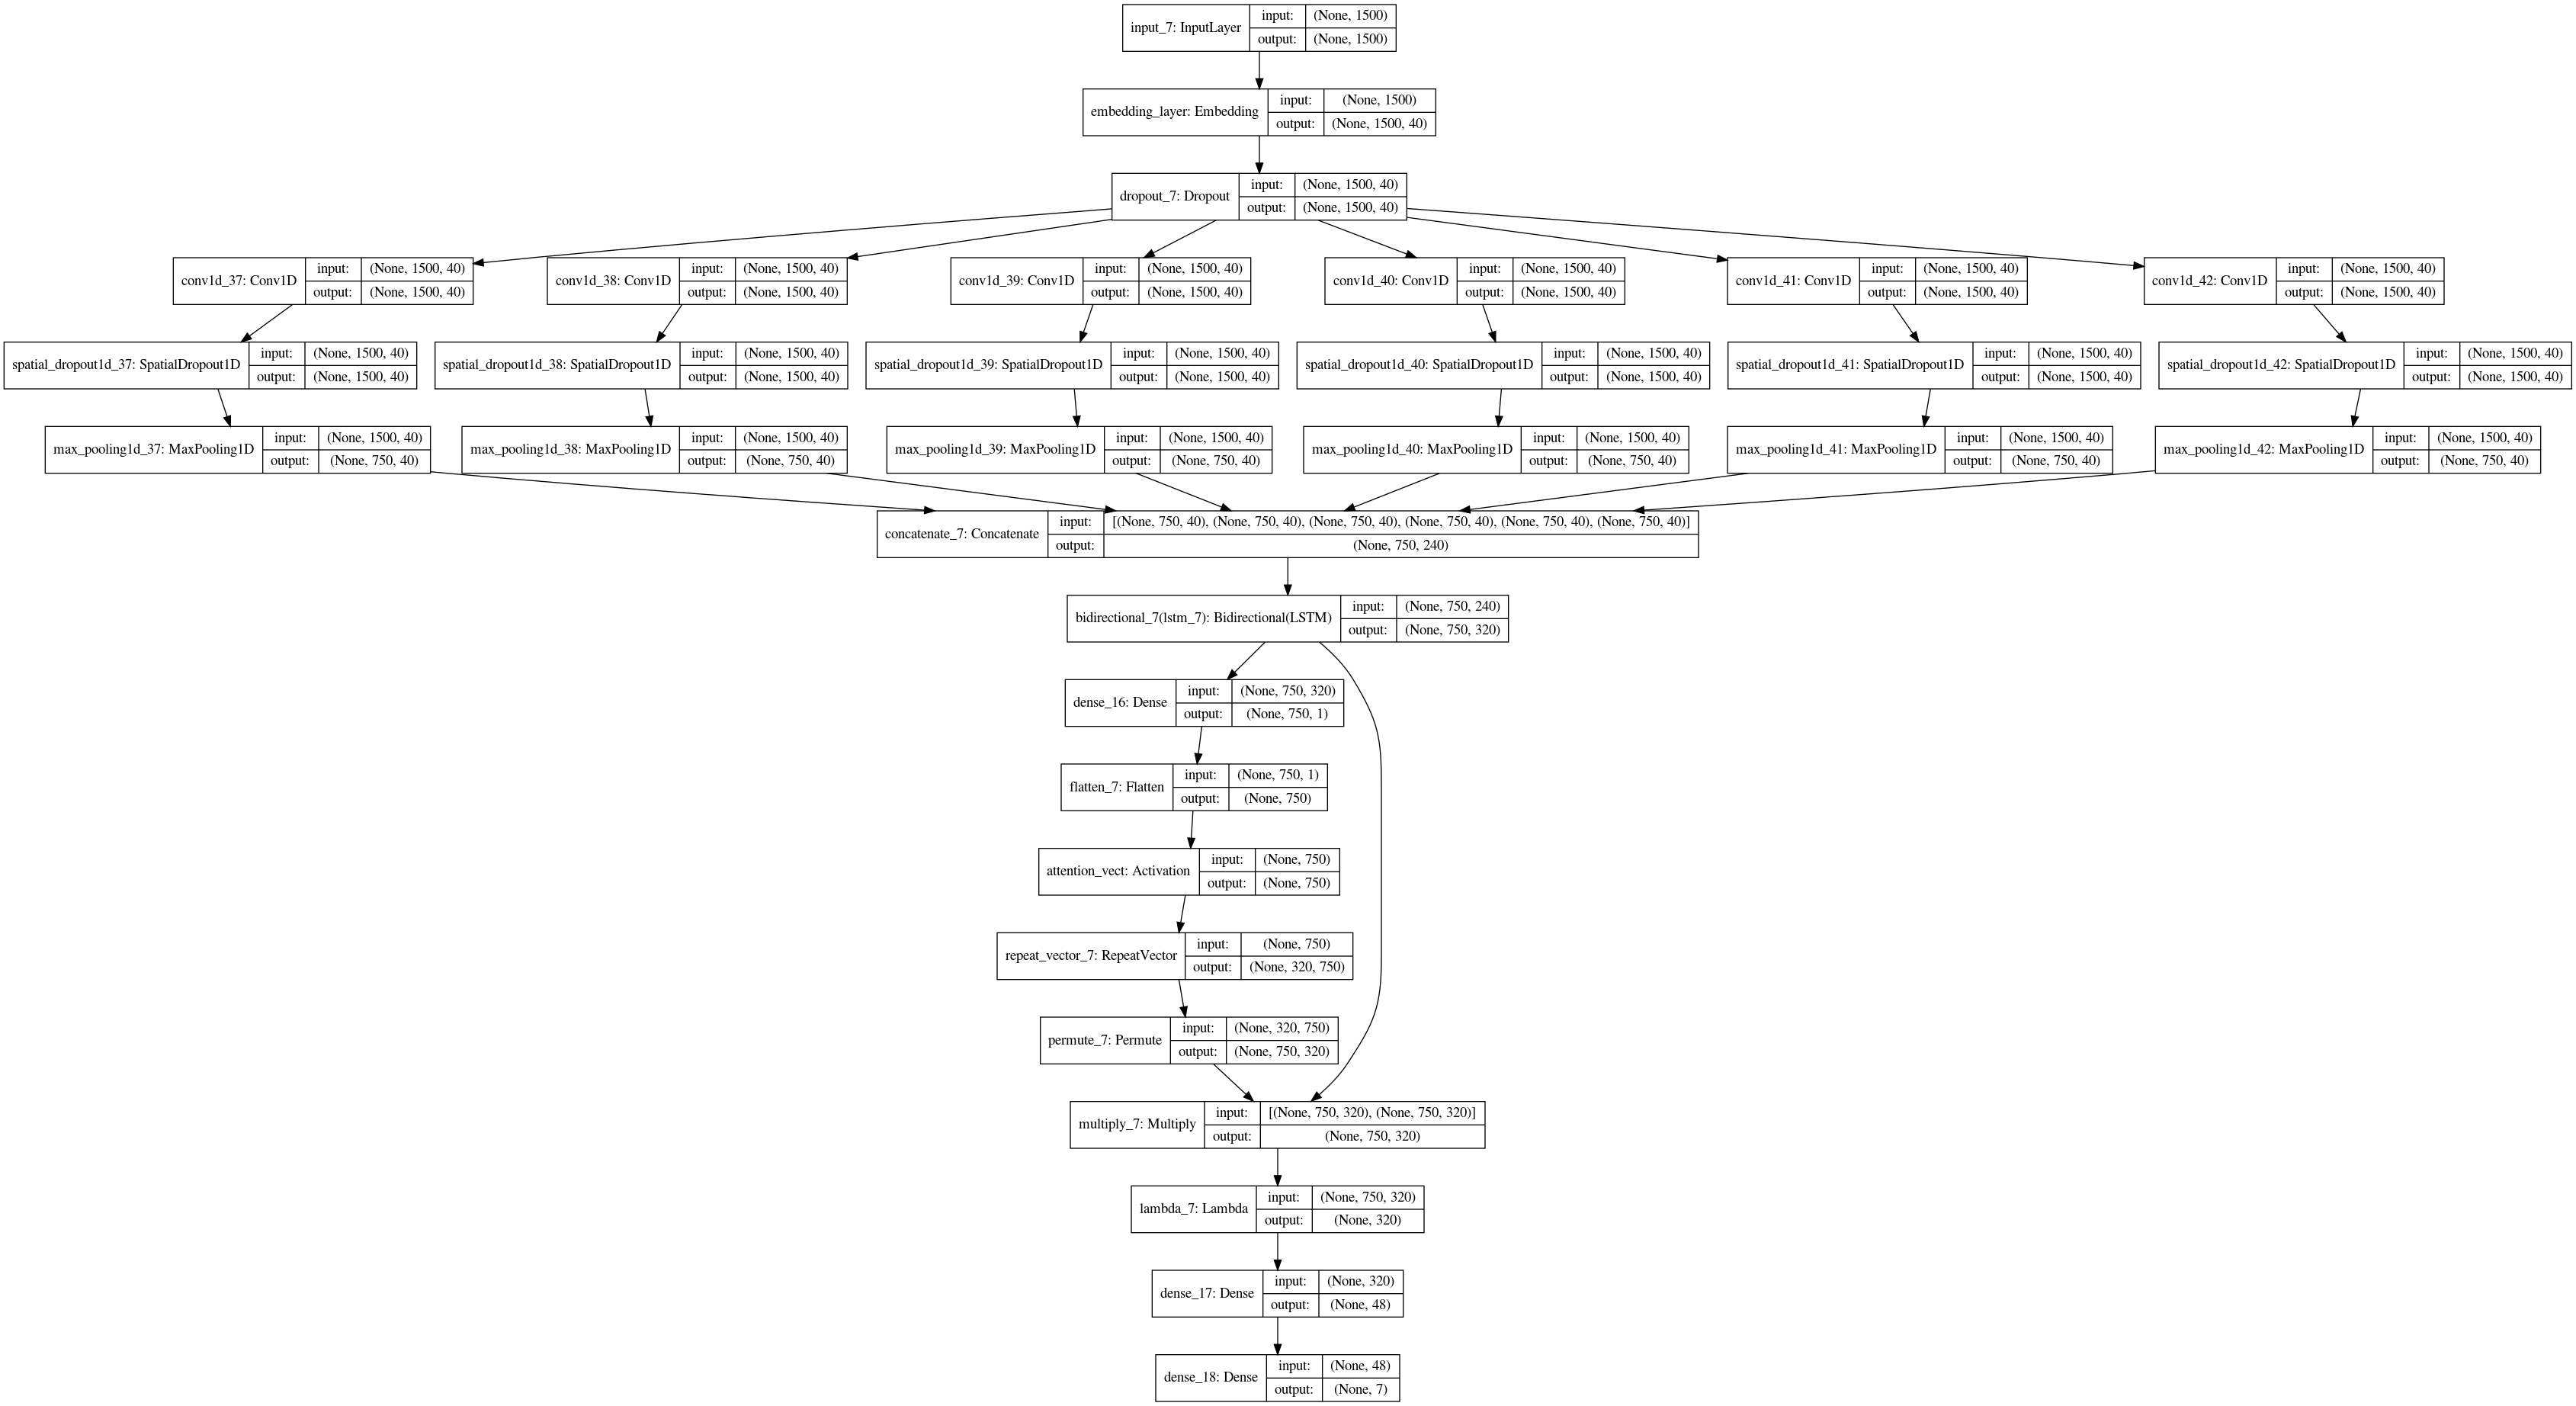 input_7: InputLayer
input: (None, 1500)
output: (None, 1500)
embedding_layer: Embedding
input: (None, 1500)
output: (None, 1500, 40)
dropout_7: Dropout
input: (None, 1500, 40)
output: (None, 1500, 40)
conv1d_37: Conv1D
input: (None, 1500, 40)
output: (None, 1500, 40)
conv1d_38: Conv1D
input: (None, 1500, 40)
output: (None, 1500, 40)
conv1d_39: Conv1D
input: (None, 1500, 40)
output: (None, 1500, 40)
conv1d_40: Conv1D
input: (None, 1500, 40)
output: (None, 1500, 40)
conv1d_41: Conv1D
input: (None, 1500, 40)
output: (None, 1500, 40)
conv1d_42: Conv1D
input: (None, 1500, 40)
output: (None, 1500, 40)
spatial_dropout1d_37: SpatialDropout1D
input: (None, 1500, 40)
output: (None, 1500, 40)
spatial_dropout1d_38: SpatialDropout1D
input: (None, 1500, 40)
output: (None, 1500, 40)
spatial_dropout1d_39: SpatialDropout1D
input: (None, 1500, 40)
output: (None, 1500, 40)
spatial_dropout1d_40: SpatialDropout1D
input: (None, 1500, 40)
output: (None, 1500, 40)
spatial_dropout1d_41: SpatialDropout1D
input: (None, 1500, 40)
output: (None, 1500, 40)
spatial_dropout1d_42: SpatialDropout1D
input: (None, 1500, 40)
output: (None, 1500, 40)
max_pooling1d_37: MaxPooling1D
input: (None, 1500, 40)
output: (None, 750, 40)
max_pooling1d_38: MaxPooling1D
input: (None, 1500, 40)
output: (None, 750, 40)
max_pooling1d_39: MaxPooling1D
input: (None, 1500, 40)
output: (None, 750, 40)
max_pooling1d_40: MaxPooling1D
input: (None, 1500, 40)
output: (None, 750, 40)
max_pooling1d_41: MaxPooling1D
input: (None, 1500, 40)
output: (None, 750, 40)
max_pooling1d_42: MaxPooling1D
input: (None, 1500, 40)
output: (None, 750, 40)
concatenate_7: Concatenate
input: [(None, 750, 40), (None, 750, 40), (None, 750, 40), (None, 750, 40), (None, 750, 40), (None, 750, 40)]
output: (None, 750, 240)
bidirectional_7(lstm_7): Bidirectional(LSTM)
input: (None, 750, 240)
output: (None, 750, 320)
dense_16: Dense
input: (None, 750, 320)
output: (None, 750, 1)
flatten_7: Flatten
input: (None, 750, 1)
output: (None, 750)
attention_vect: Activation
input: (None, 750)
output: (None, 750)
repeat_vector_7: RepeatVector
input: (None, 750)
output: (None, 320, 750)
permute_7: Permute
input: (None, 320, 750)
output: (None, 750, 320)
multiply_7: Multiply
input: [(None, 750, 320), (None, 750, 320)]
output: (None, 750, 320)
lambda_7: Lambda
input: (None, 750, 320)
output: (None, 320)
dense_17: Dense
input: (None, 320)
output: (None, 48)
dense_18: Dense
input: (None, 48)
output: (None, 7)